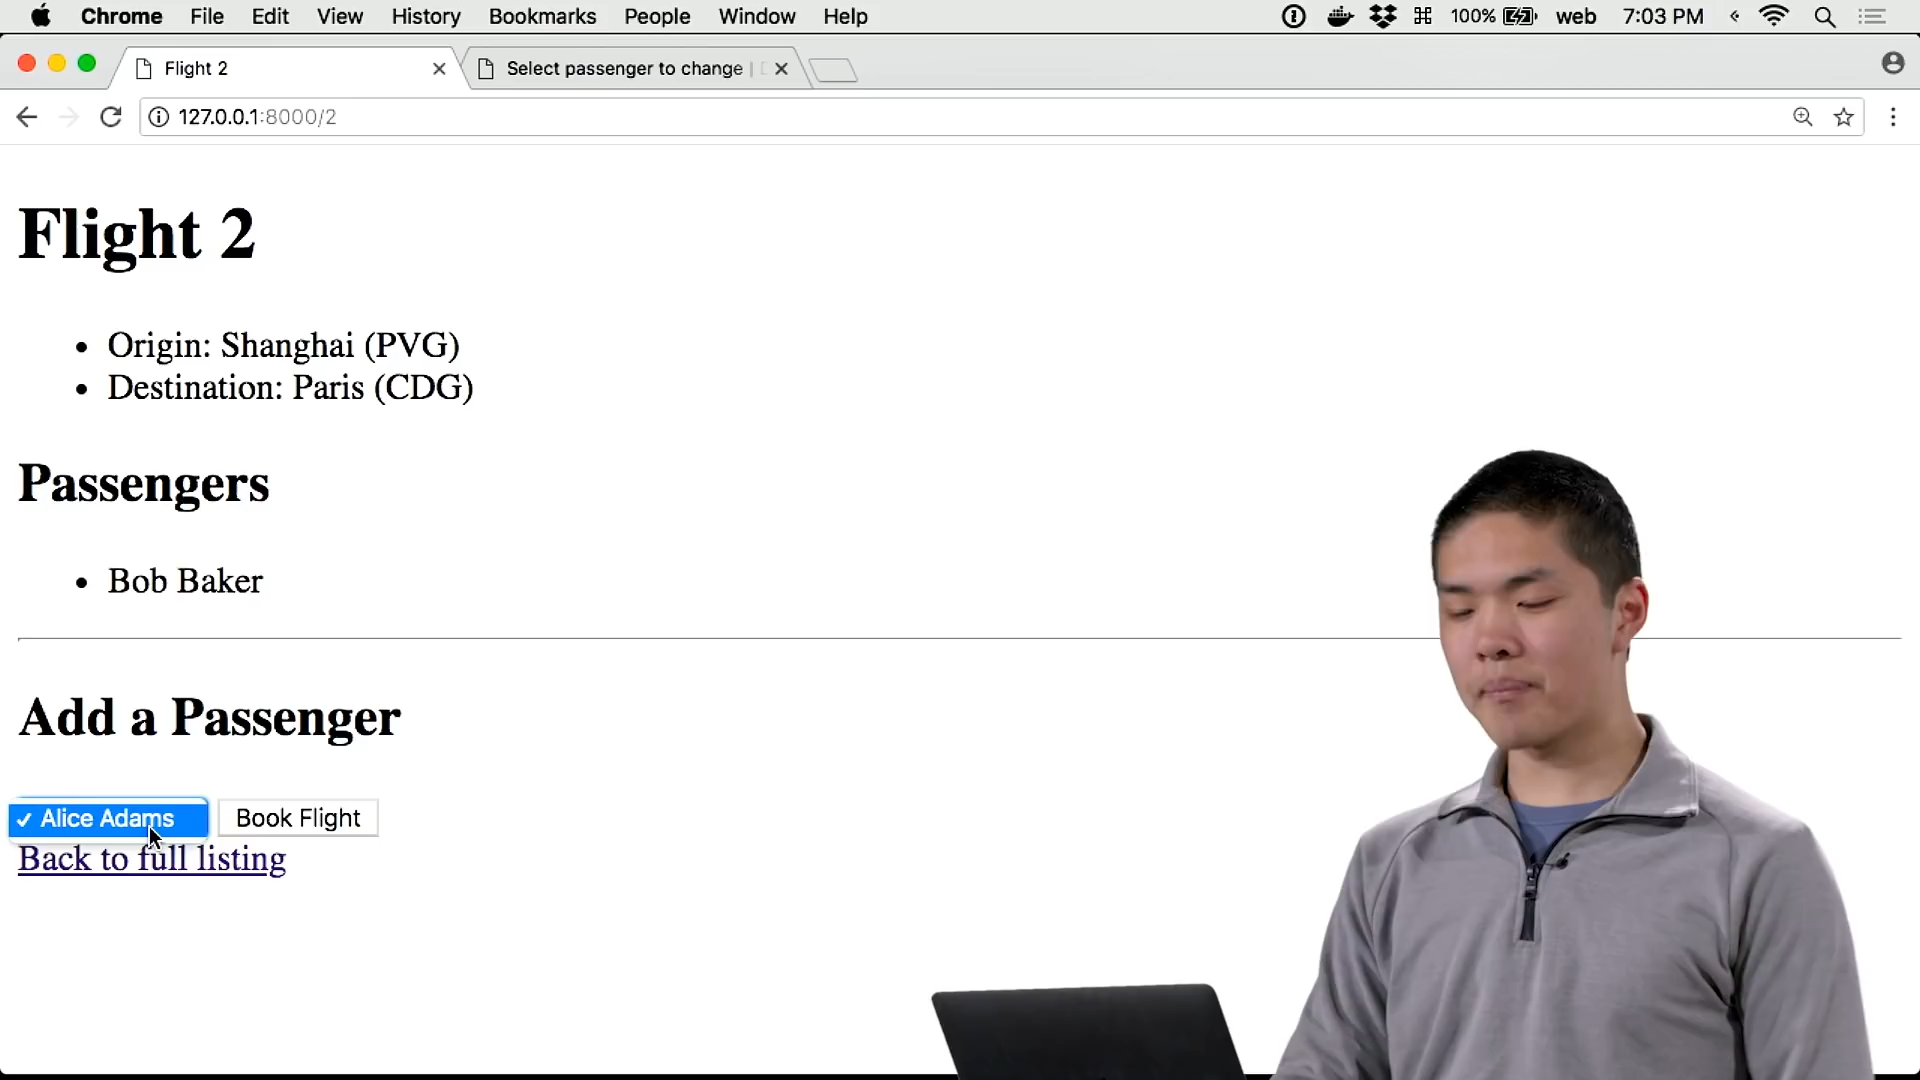 Chrome File Edit View History Bookmarks People Window Help 100% web 7:03 PM
Flight 2 Select passenger to change |
127.0.0.1:8000/2
Flight 2
• Origin: Shanghai (PVG)
• Destination: Paris (CDG)
Passengers
• Bob Baker
Add a Passenger
✓ Alice Adams Book Flight
Back to full listing